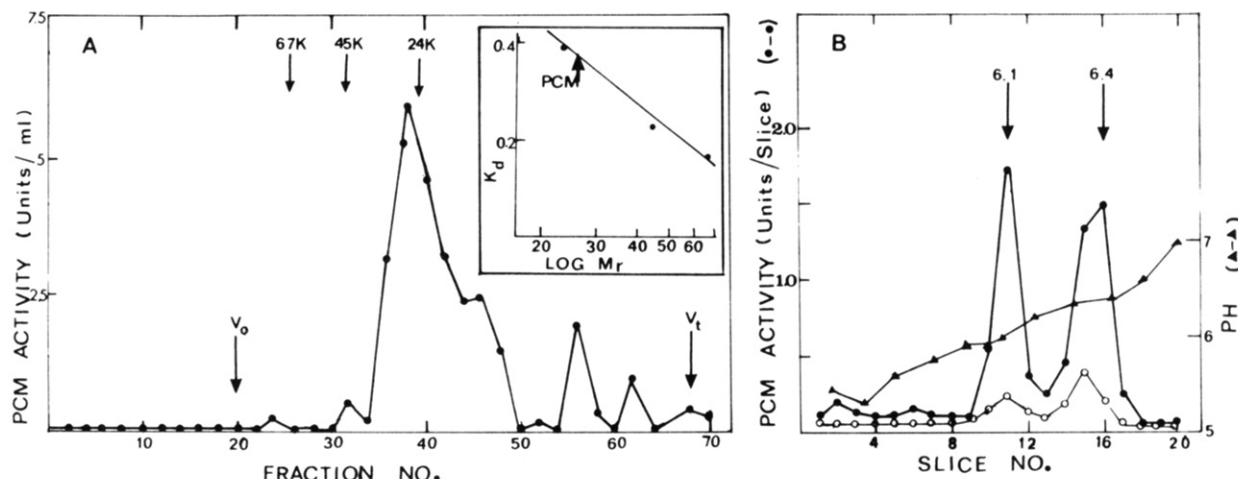 A
7.5
5
2.5
PCM ACTIVITY (Units/ml)
67K
45K
24K
Vo
Vt
10 20 30 40 50 60 70
FRACTION NO.
0.4
0.2
Kd
PCM
20 30 40 50 60
LOG Mr
B
6.1
6.4
2.0
1.0
PCM ACTIVITY (Units/Slice) (●-●)
7
6
5
PH (▲-▲)
4 8 12 16 20
SLICE NO.